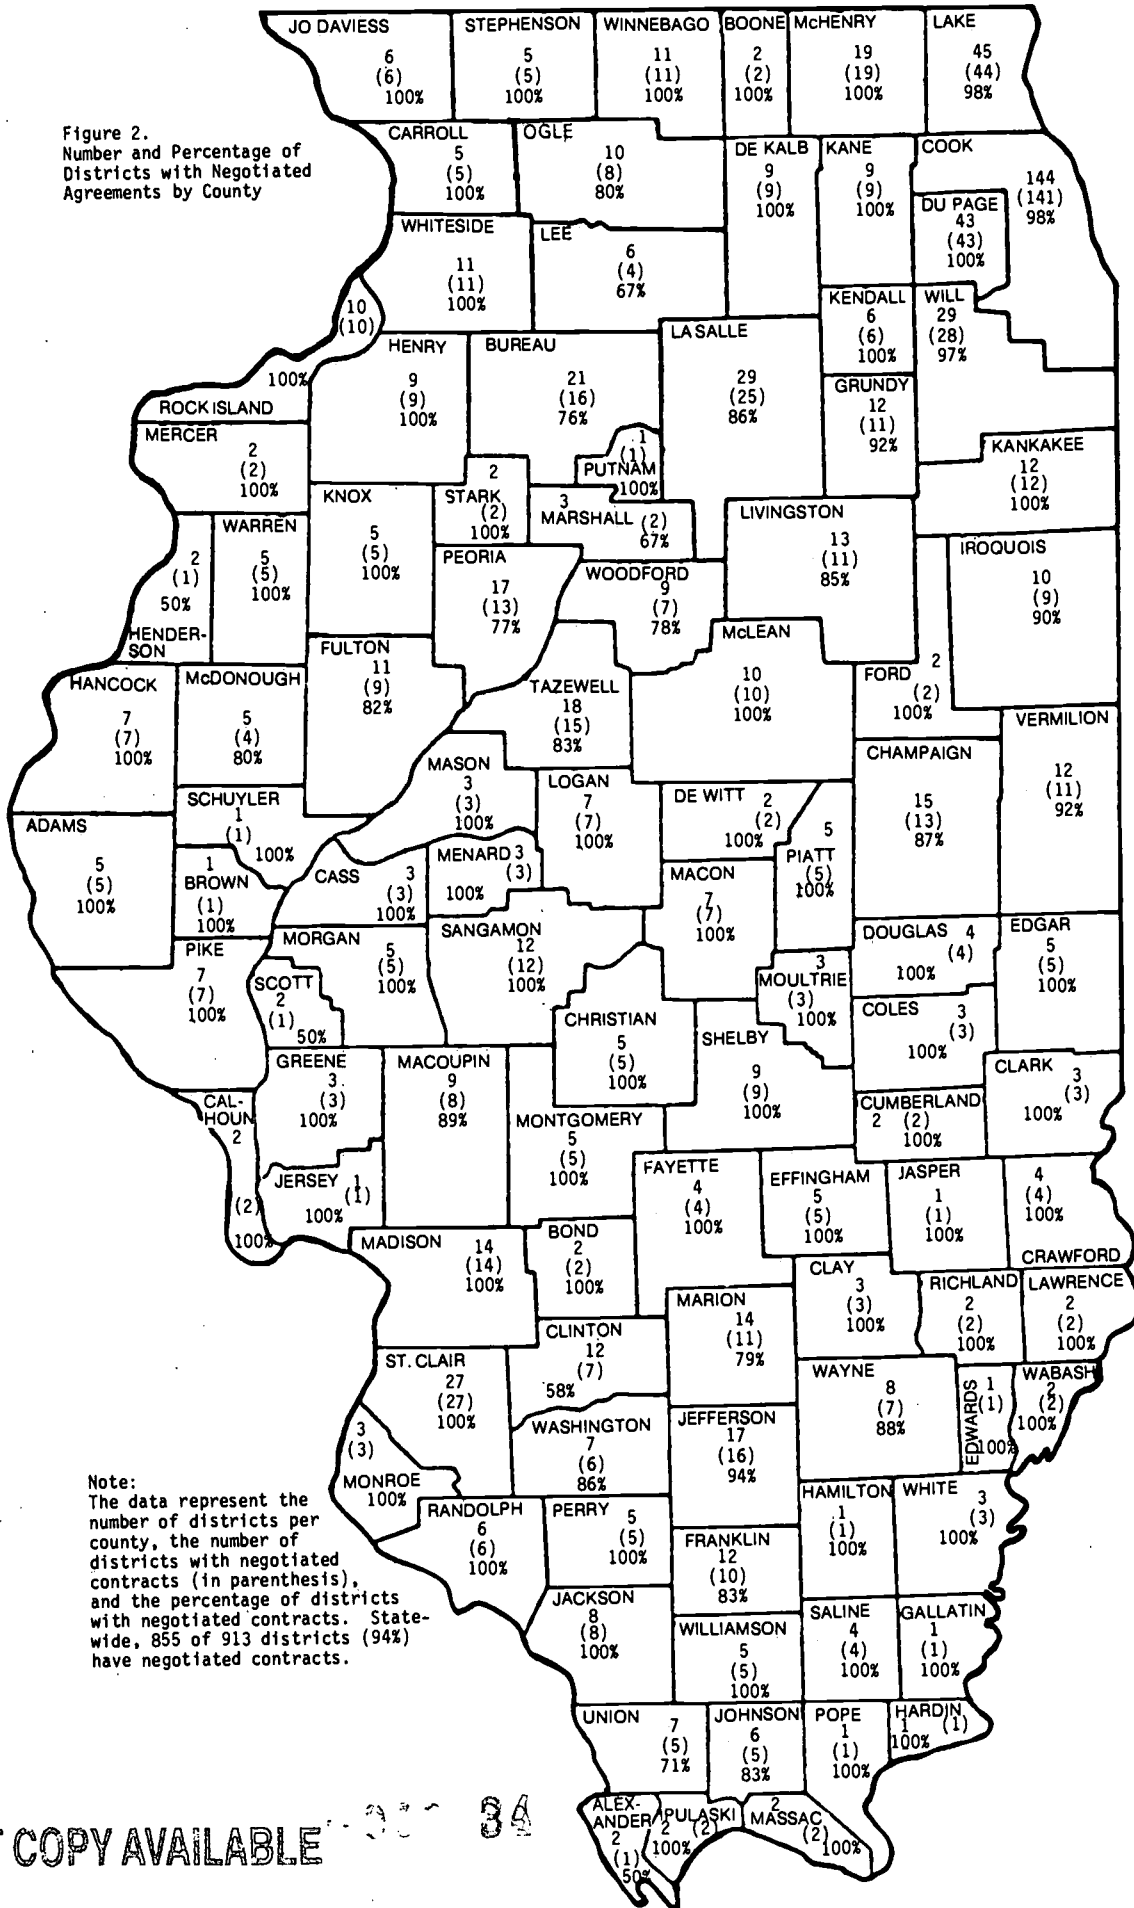 Figure 2.
Number and Percentage of
Districts with Negotiated
Agreements by County
JO DAVIESS
6
(6)
100%
STEPHENSON
5
(5)
100%
WINNEBAGO
11
(11)
100%
BOONE
2
(2)
100%
McHENRY
19
(19)
100%
LAKE
45
(44)
98%
CARROLL
5
(5)
100%
OGLE
10
(8)
80%
DE KALB
9
(9)
100%
KANE
9
(9)
100%
COOK
144
(141)
98%
DU PAGE
43
(43)
100%
WHITESIDE
11
(11)
100%
LEE
6
(4)
67%
10
(10)
100%
ROCK ISLAND
KENDALL
6
(6)
100%
WILL
29
(28)
97%
HENRY
9
(9)
100%
BUREAU
21
(16)
76%
LA SALLE
29
(25)
86%
GRUNDY
12
(11)
92%
MERCER
2
(2)
100%
1
(1)
PUTNAM
100%
KANKAKEE
12
(12)
100%
KNOX
5
(5)
100%
2
STARK
(2)
100%
3
MARSHALL (2)
67%
LIVINGSTON
13
(11)
85%
WARREN
5
(5)
100%
2
(1)
50%
HENDER-
SON
PEORIA
17
(13)
77%
WOODFORD
9
(7)
78%
IROQUOIS
10
(9)
90%
McLEAN
10
(10)
100%
FORD 2
(2)
100%
HANCOCK
7
(7)
100%
McDONOUGH
5
(4)
80%
FULTON
11
(9)
82%
TAZEWELL
18
(15)
83%
VERMILION
12
(11)
92%
MASON
3
(3)
100%
LOGAN
7
(7)
100%
DE WITT
2
(2)
100%
CHAMPAIGN
15
(13)
87%
5
PIATT
(5)
100%
ADAMS
5
(5)
100%
SCHUYLER
1
(1)
100%
1
BROWN
(1)
100%
CASS 3
(3)
100%
MENARD 3
(3)
100%
MACON
7
(7)
100%
PIKE
7
(7)
100%
MORGAN
5
(5)
100%
SCOTT
2
(1)
50%
SANGAMON
12
(12)
100%
DOUGLAS 4
(4)
100%
EDGAR
5
(5)
100%
3
MOULTRIE
(3)
100%
COLES 3
(3)
100%
CHRISTIAN
5
(5)
100%
SHELBY
9
(9)
100%
GREENE
3
(3)
100%
MACOUPIN
9
(8)
89%
CLARK 3
(3)
100%
CUMBERLAND
2 (2)
100%
CAL-
HOUN
2
(2)
100%
MONTGOMERY
5
(5)
100%
JERSEY 1
(1)
100%
FAYETTE
4
(4)
100%
EFFINGHAM
5
(5)
100%
JASPER
1
(1)
100%
4
(4)
100%
CRAWFORD
MADISON 14
(14)
100%
BOND
2
(2)
100%
CLAY
3
(3)
100%
RICHLAND
2
(2)
100%
LAWRENCE
2
(2)
100%
MARION
14
(11)
79%
CLINTON
12
(7)
58%
ST. CLAIR
27
(27)
100%
WAYNE
8
(7)
88%
EDWARDS
1
(1)
100%
WABASH
2
(2)
100%
WASHINGTON
7
(6)
86%
JEFFERSON
17
(16)
94%
3
(3)
MONROE
100%
RANDOLPH
6
(6)
100%
PERRY
5
(5)
100%
HAMILTON
1
(1)
100%
WHITE
3
(3)
100%
FRANKLIN
12
(10)
83%
JACKSON
8
(8)
100%
WILLIAMSON
5
(5)
100%
SALINE
4
(4)
100%
GALLATIN
1
(1)
100%
UNION
7
(5)
71%
JOHNSON
6
(5)
83%
POPE
1
(1)
100%
HARDIN
1 (1)
100%
ALEX-
ANDER
2
(1)
50%
PULASKI
2 (2)
100%
2
MASSAC
(2)
100%
Note:
The data represent the
number of districts per
county, the number of
districts with negotiated
contracts (in parenthesis),
and the percentage of districts
with negotiated contracts. State-
wide, 855 of 913 districts (94%)
have negotiated contracts.
COPY AVAILABLE
34